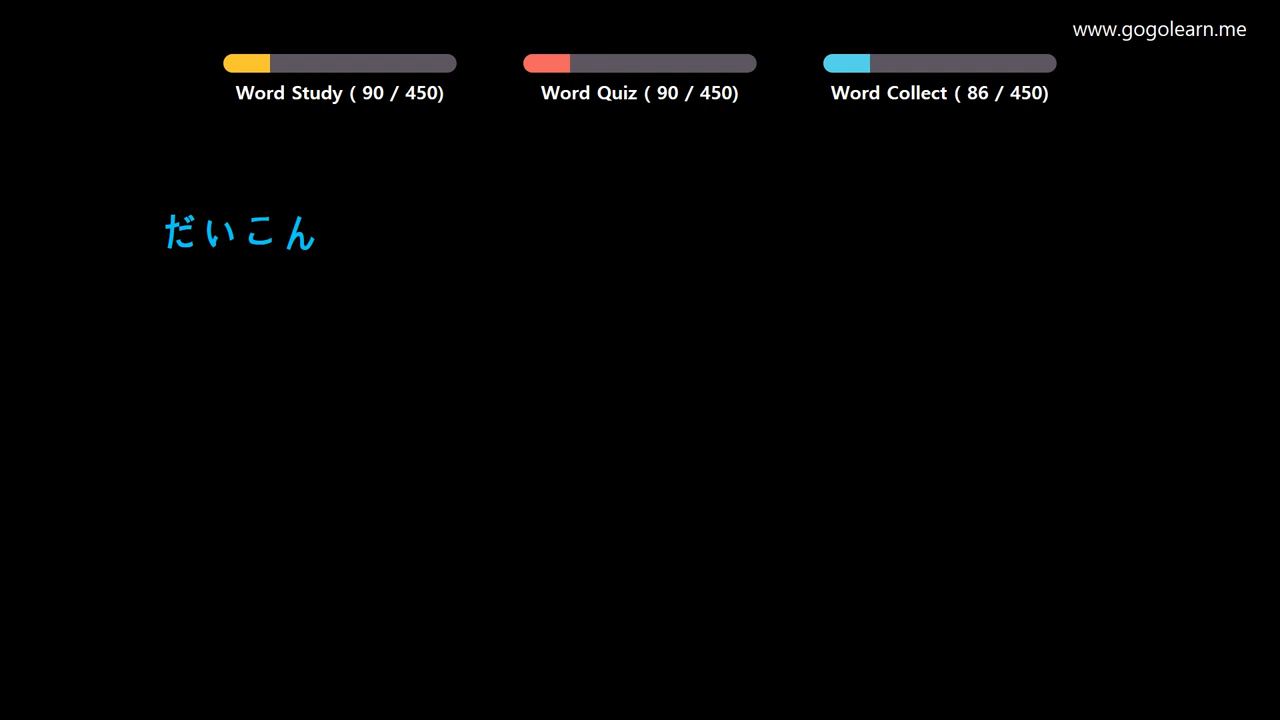 www.gogolearn.me
Word Study ( 90 / 450)
Word Quiz ( 90 / 450)
Word Collect ( 86 / 450)
だいこん